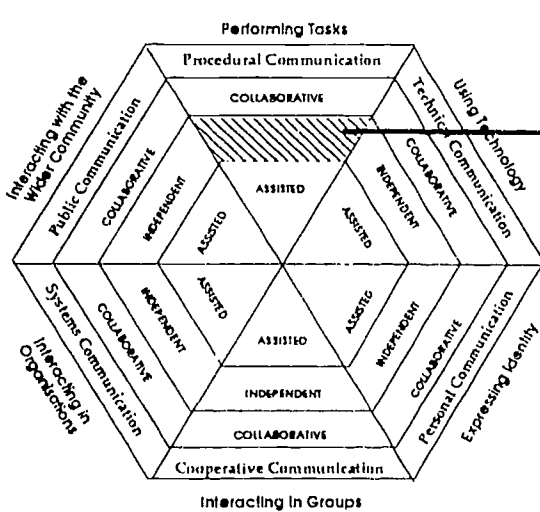 Performing Tasks
Procedural Communication
COLLABORATIVE
ASSISTED
Using Technology
Technical Communication
COLLABORATIVE
INDEPENDENT
ASSISTED
Expressing Identity
Personal Communication
COLLABORATIVE
INDEPENDENT
ASSISTED
ASSISTED
INDEPENDENT
COLLABORATIVE
Cooperative Communication
Interacting in Groups
Interacting in
Organisations
Systems Communication
COLLABORATIVE
INDEPENDENT
ASSISTED
Interacting with the
Wider Community
Public Communication
COLLABORATIVE
INDEPENDENT
ASSISTED